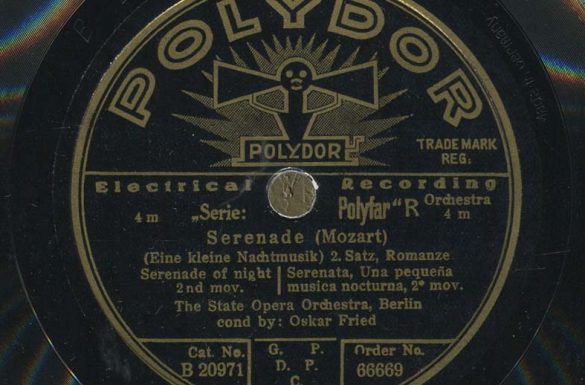 POLYDOR
POLYDOR
TRADE MARK
REG:
Electrical Recording
4 m „Serie: Polyfar“ R Orchestra 4 m
Serenade (Mozart)
(Eine kleine Nachtmusik) 2. Satz, Romanze
Serenade of night 2nd mov.
Serenata, Una pequeña musica nocturna, 2º mov.
The State Opera Orchestra, Berlin
cond by: Oskar Fried
Cat. No. B 20971
G. P. D. P. C.
Order No. 66669